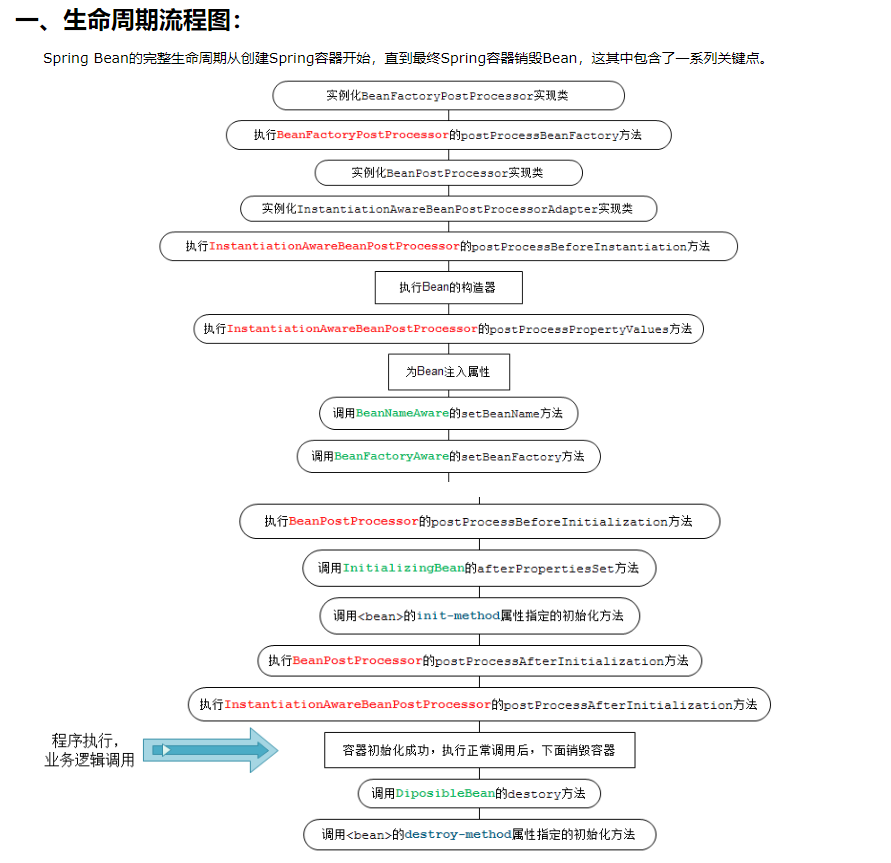 一、生命周期流程图：
Spring Bean的完整生命周期从创建Spring容器开始，直到最终Spring容器销毁Bean，这其中包含了一系列关键点。
实例化BeanFactoryPostProcessor实现类
执行BeanFactoryPostProcessor的postProcessBeanFactory方法
实例化BeanPostProcessor实现类
实例化InstantiationAwareBeanPostProcessorAdapter实现类
执行InstantiationAwareBeanPostProcessor的postProcessBeforeInstantiation方法
执行Bean的构造器
执行InstantiationAwareBeanPostProcessor的postProcessPropertyValues方法
为Bean注入属性
调用BeanNameAware的setBeanName方法
调用BeanFactoryAware的setBeanFactory方法
执行BeanPostProcessor的postProcessBeforeInitialization方法
调用InitializingBean的afterPropertiesSet方法
调用<bean>的init-method属性指定的初始化方法
执行BeanPostProcessor的postProcessAfterInitialization方法
执行InstantiationAwareBeanPostProcessor的postProcessAfterInitialization方法
程序执行，
业务逻辑调用
容器初始化成功，执行正常调用后，下面销毁容器
调用DiposibleBean的destory方法
调用<bean>的destroy-method属性指定的初始化方法